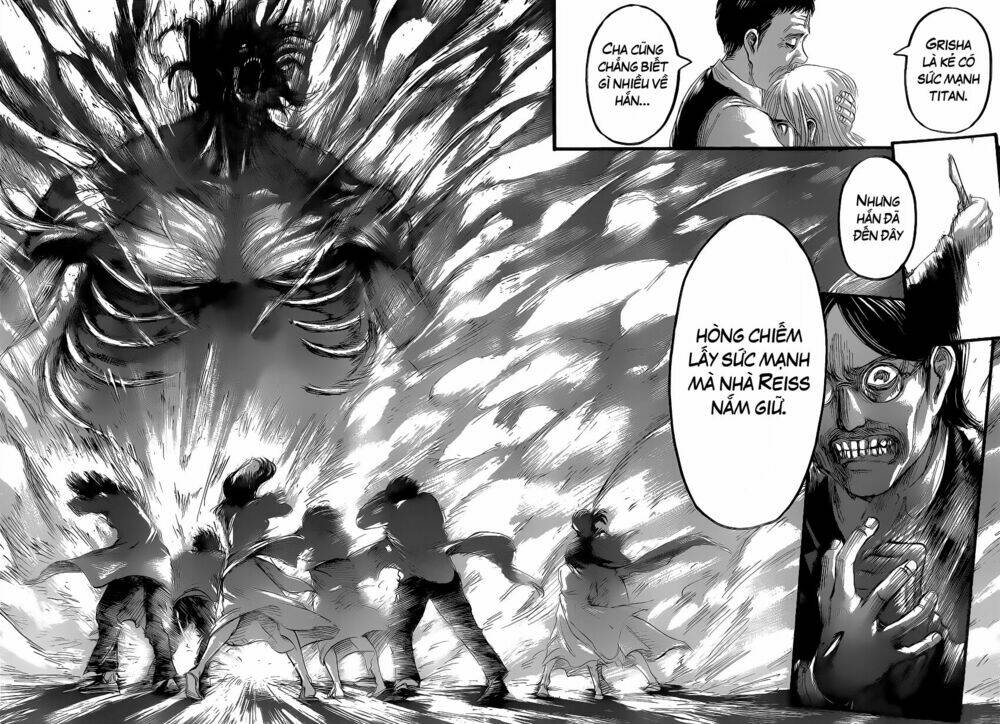 GRISHA
LÀ KẺ CÓ
SỨC MẠNH
TITAN.
CHA CŨNG
CHẲNG BIẾT
GÌ NHIỀU VỀ
HẮN...
NHƯNG
HẮN ĐÃ
ĐẾN ĐÂY
HÒNG CHIẾM
LẤY SỨC MẠNH
MÀ NHÀ REISS
NẮM GIỮ.